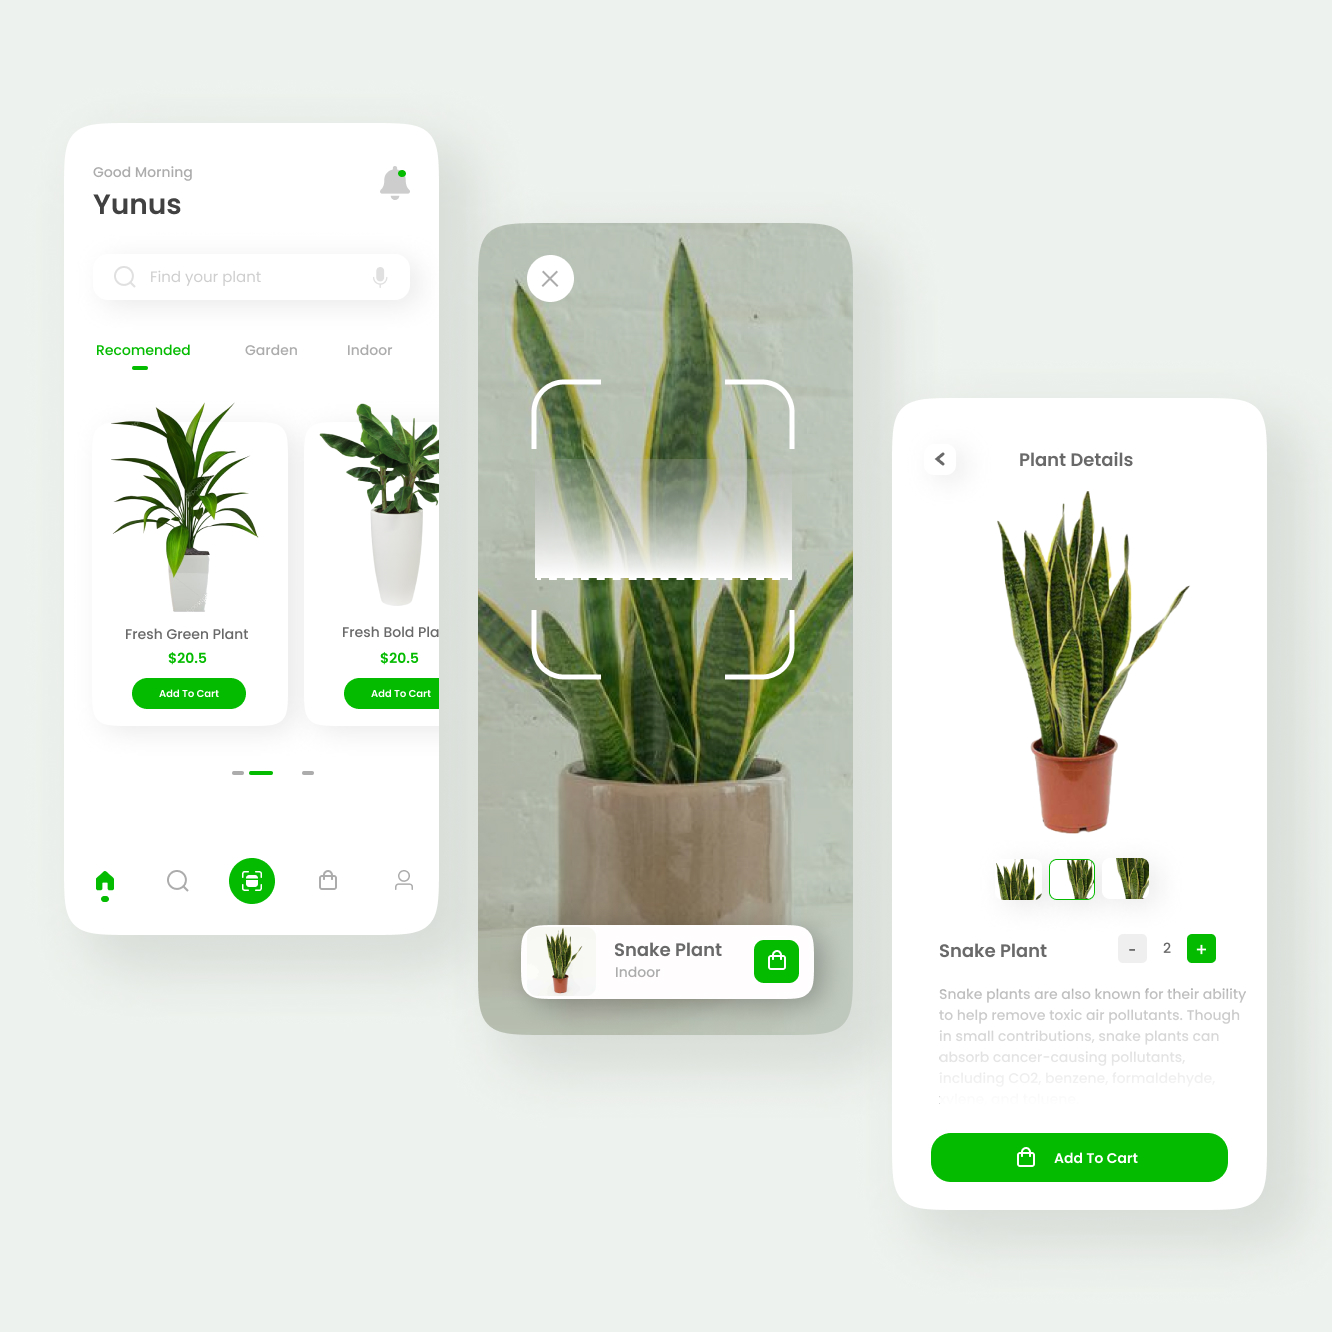 Good Morning
Yunus
Find your plant
Recomended
Garden
Indoor
Fresh Green Plant
$20.5
Add To Cart
Fresh Bold Pla
$20.5
Add To Cart
Snake Plant
Indoor
Plant Details
Snake Plant
- 2 +
Snake plants are also known for their ability
to help remove toxic air pollutants. Though
in small contributions, snake plants can
absorb cancer-causing pollutants,
including CO2, benzene, formaldehyde,
and toluene.
Add To Cart